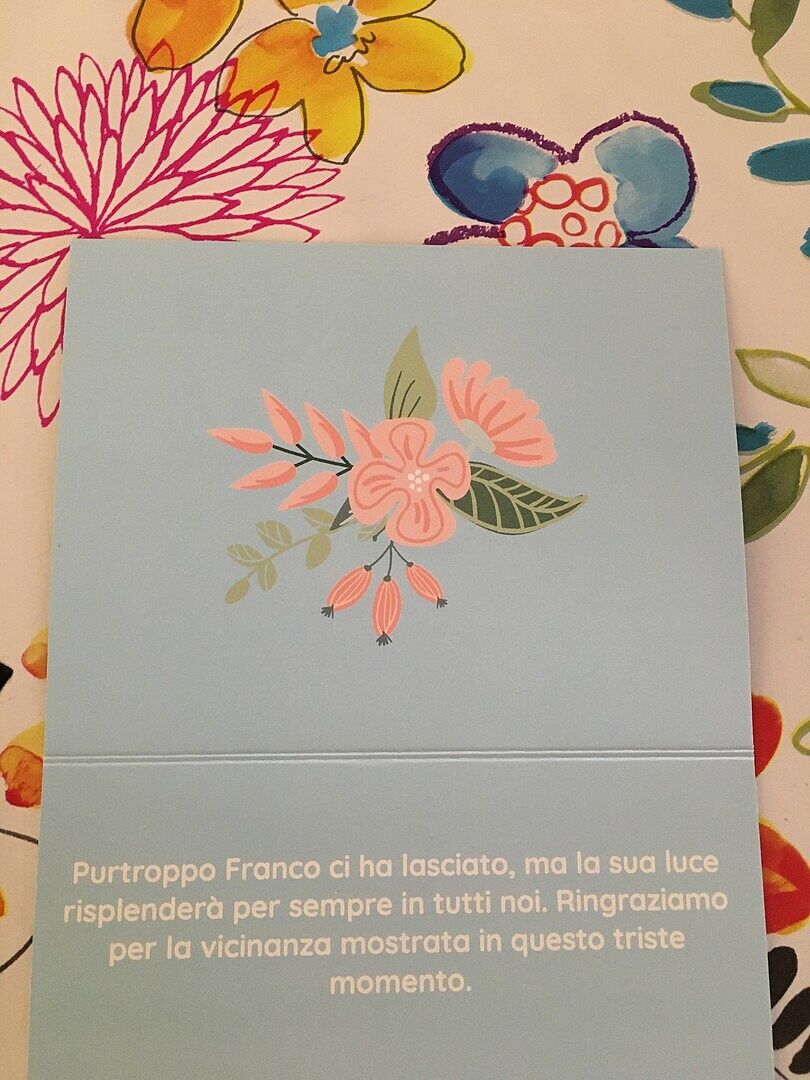 Purtroppo Franco ci ha lasciato, ma la sua luce
risplenderà per sempre in tutti noi. Ringraziamo
per la vicinanza mostrata in questo triste
momento.